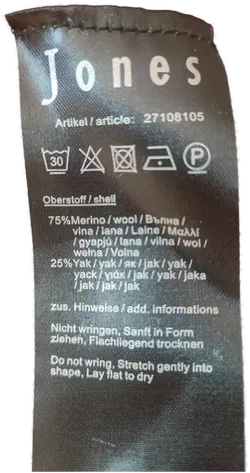 Jones
Artikel / article: 27108105
30
P
Oberstoff / shell
75%Merino / wool / Вълна /
vlna / lana / Laine / Μαλλί
/ gyapjú / lana / vilna / wol /
wełna / Volna
25%Yak / yak / як / jak / yak /
yack / γιάκ / jak / yak / jaka
/ jak / jak / jak
zus. Hinweise / add. informations
Nicht wringen, Sanft in Form
ziehen, Flachliegend trocknen
Do not wring, Stretch gently into
shape, Lay flat to dry